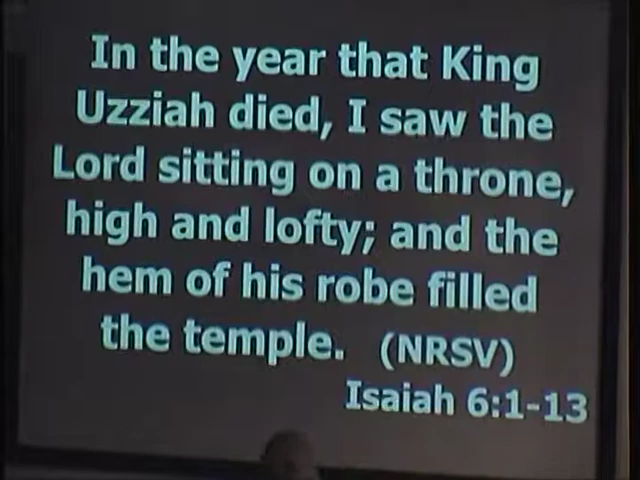 In the year that King
Uzziah died, I saw the
Lord sitting on a throne,
high and lofty; and the
hem of his robe filled
the temple. (NRSV)
Isaiah 6:1-13